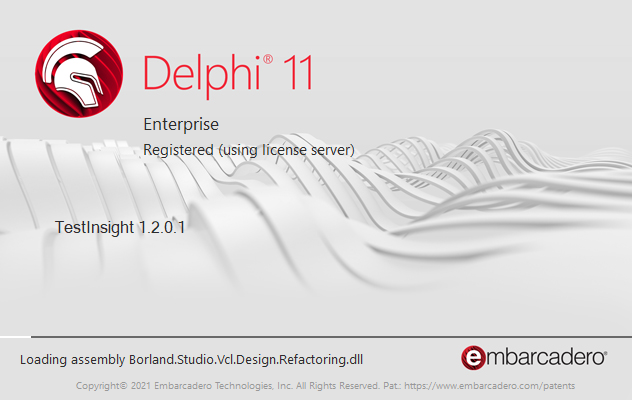 Delphi® 11
Enterprise
Registered (using license server)
TestInsight 1.2.0.1
Loading assembly Borland.Studio.Vcl.Design.Refactoring.dll
embarcadero®
Copyright© 2021 Embarcadero Technologies, Inc. All Rights Reserved. Pat.: https://www.embarcadero.com/patents